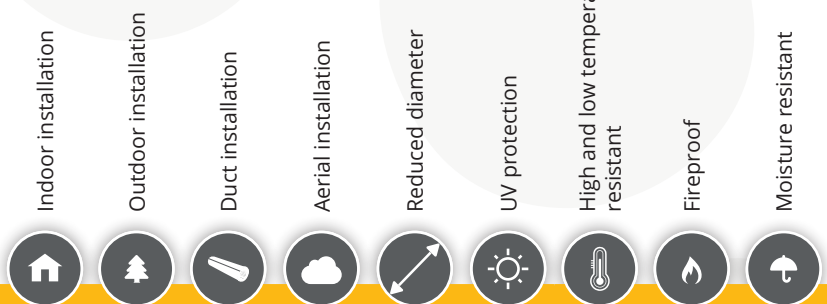 Indoor installation
Outdoor installation
Duct installation
Aerial installation
Reduced diameter
UV protection
High and low
resistant
Fireproof
Moisture resistant